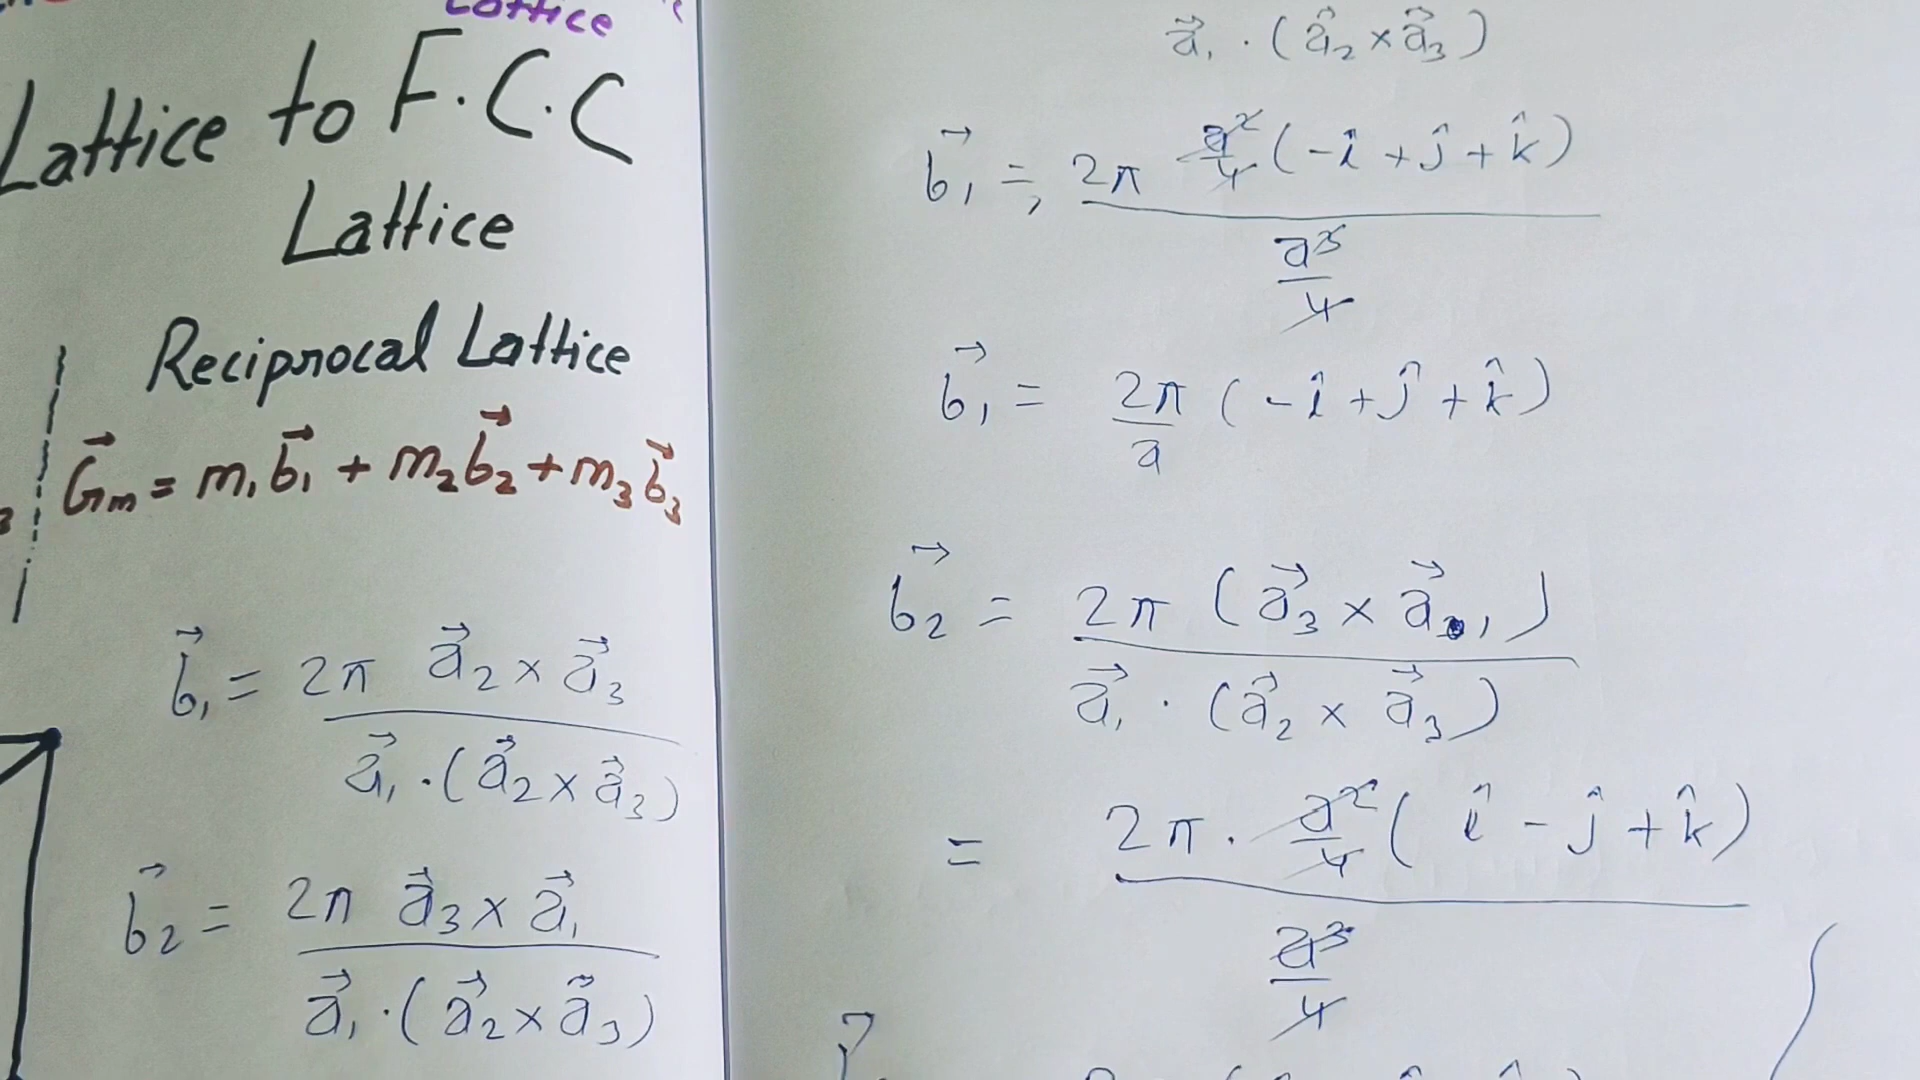 Lattice
Lattice to F.C.C
Lattice
Reciprocal Lattice
G⃗m = m₁b⃗₁ + m₂b⃗₂ + m₃b⃗₃
b⃗₁ = 2π a⃗₂ × a⃗₃
a⃗₁ · (a⃗₂ × a⃗₃)
b⃗₂ = 2π a⃗₃ × a⃗₁
a⃗₁ · (a⃗₂ × a⃗₃)
a⃗₁ · (a⃗₂ × a⃗₃)
b⃗₁ =, 2π a²/4 (-î + ĵ + k̂)
a³/4
b⃗₁ = 2π/a (-î + ĵ + k̂)
b⃗₂ = 2π (a⃗₃ × a⃗₁)
a⃗₁ · (a⃗₂ × a⃗₃)
= 2π · a²/4 (î - ĵ + k̂)
a³/4